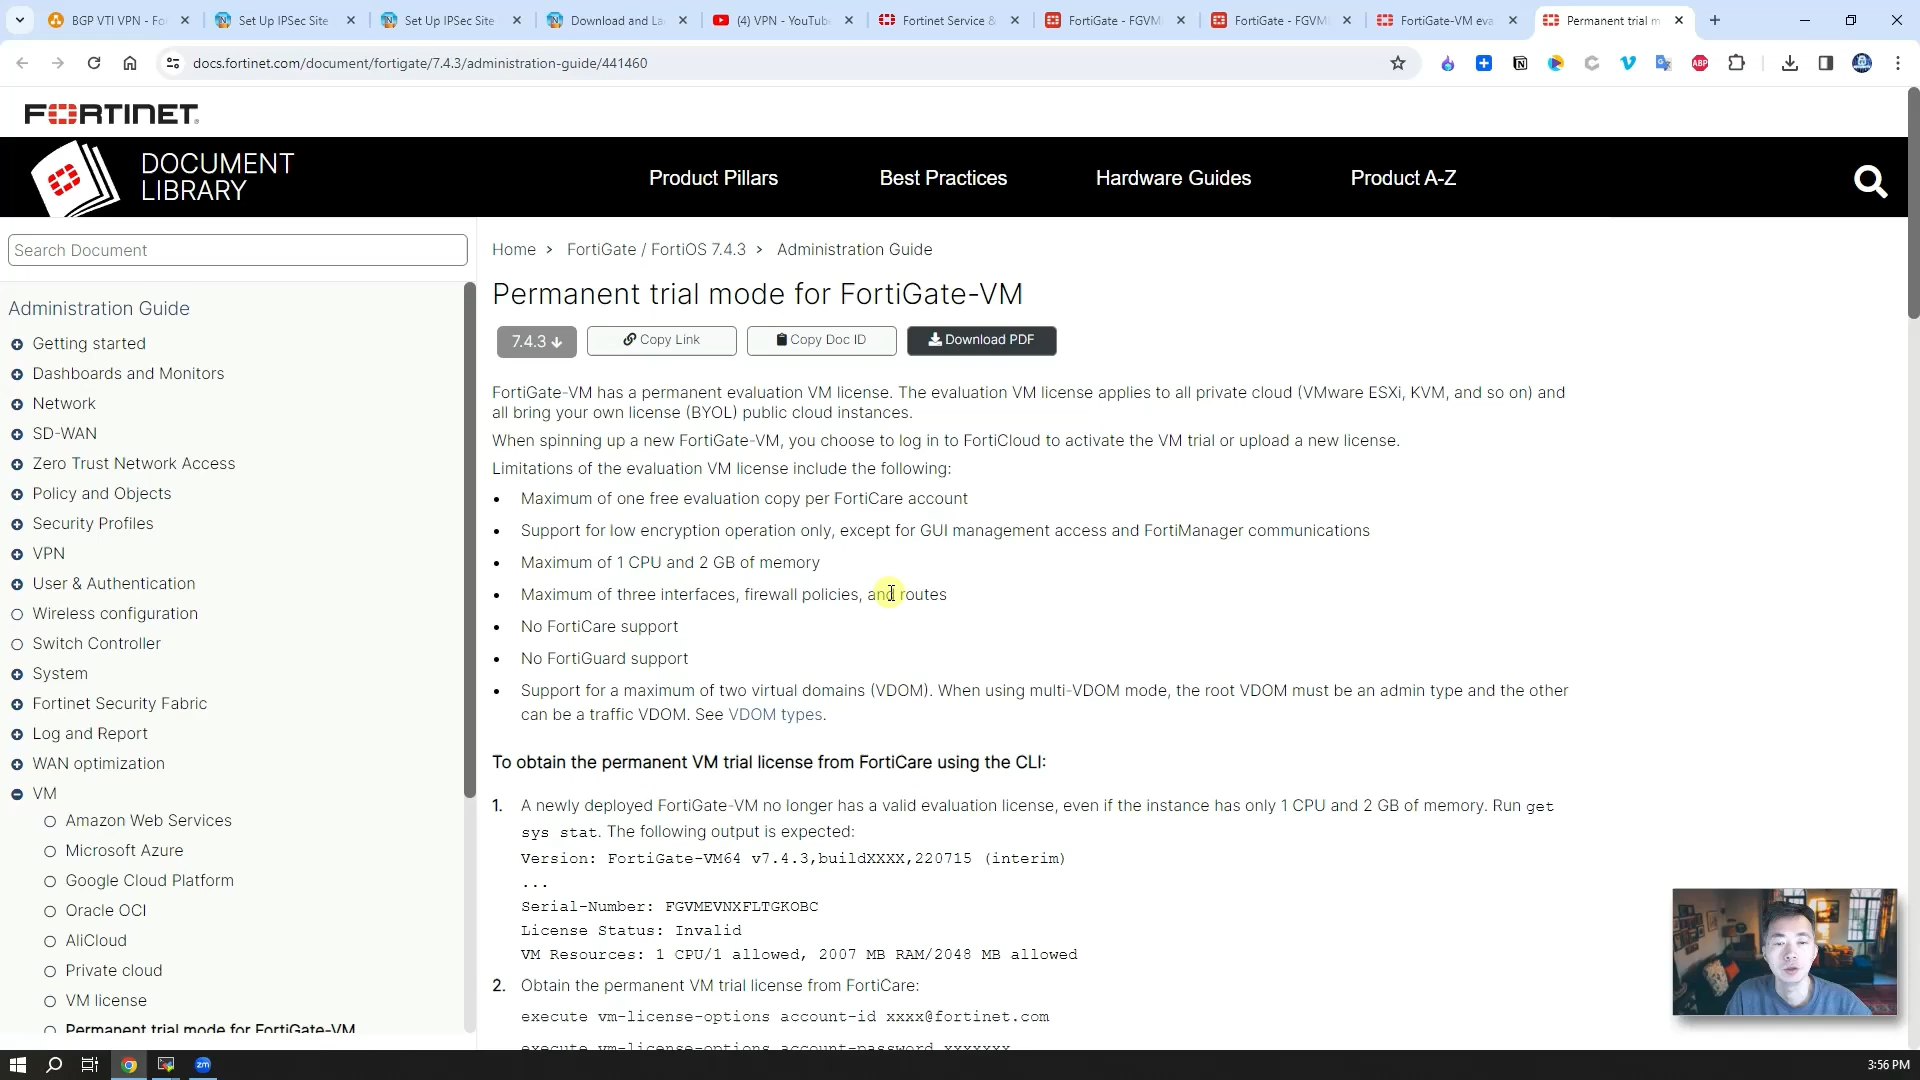 BGP VTI VPN - Fo
Set Up IPSec Site
Set Up IPSec Site
Download and La
(4) VPN - YouTub
Fortinet Service &
FortiGate - FGVM
FortiGate - FGVM
FortiGate-VM eva
Permanent trial m
docs.fortinet.com/document/fortigate/7.4.3/administration-guide/441460
ABP
FORTINET
DOCUMENT
LIBRARY
Product Pillars
Best Practices
Hardware Guides
Product A-Z
Search Document
Administration Guide
Getting started
Dashboards and Monitors
Network
SD-WAN
Zero Trust Network Access
Policy and Objects
Security Profiles
VPN
User & Authentication
Wireless configuration
Switch Controller
System
Fortinet Security Fabric
Log and Report
WAN optimization
VM
Amazon Web Services
Microsoft Azure
Google Cloud Platform
Oracle OCI
AliCloud
Private cloud
VM license
Permanent trial mode for FortiGate-VM
Home > FortiGate / FortiOS 7.4.3 > Administration Guide
Permanent trial mode for FortiGate-VM
7.4.3
Copy Link
Copy Doc ID
Download PDF
FortiGate-VM has a permanent evaluation VM license. The evaluation VM license applies to all private cloud (VMware ESXi, KVM, and so on) and
all bring your own license (BYOL) public cloud instances.
When spinning up a new FortiGate-VM, you choose to log in to FortiCloud to activate the VM trial or upload a new license.
Limitations of the evaluation VM license include the following:
• Maximum of one free evaluation copy per FortiCare account
• Support for low encryption operation only, except for GUI management access and FortiManager communications
• Maximum of 1 CPU and 2 GB of memory
• Maximum of three interfaces, firewall policies, and routes
• No FortiCare support
• No FortiGuard support
• Support for a maximum of two virtual domains (VDOM). When using multi-VDOM mode, the root VDOM must be an admin type and the other
can be a traffic VDOM. See VDOM types.
To obtain the permanent VM trial license from FortiCare using the CLI:
1. A newly deployed FortiGate-VM no longer has a valid evaluation license, even if the instance has only 1 CPU and 2 GB of memory. Run get
sys stat. The following output is expected:
Version: FortiGate-VM64 v7.4.3,buildXXXX,220715 (interim)
...
Serial-Number: FGVMEVNXFLTGKOBC
License Status: Invalid
VM Resources: 1 CPU/1 allowed, 2007 MB RAM/2048 MB allowed
2. Obtain the permanent VM trial license from FortiCare:
execute vm-license-options account-id xxxx@fortinet.com
execute vm-license-options account-password xxxxxxx
zm
3:56 PM